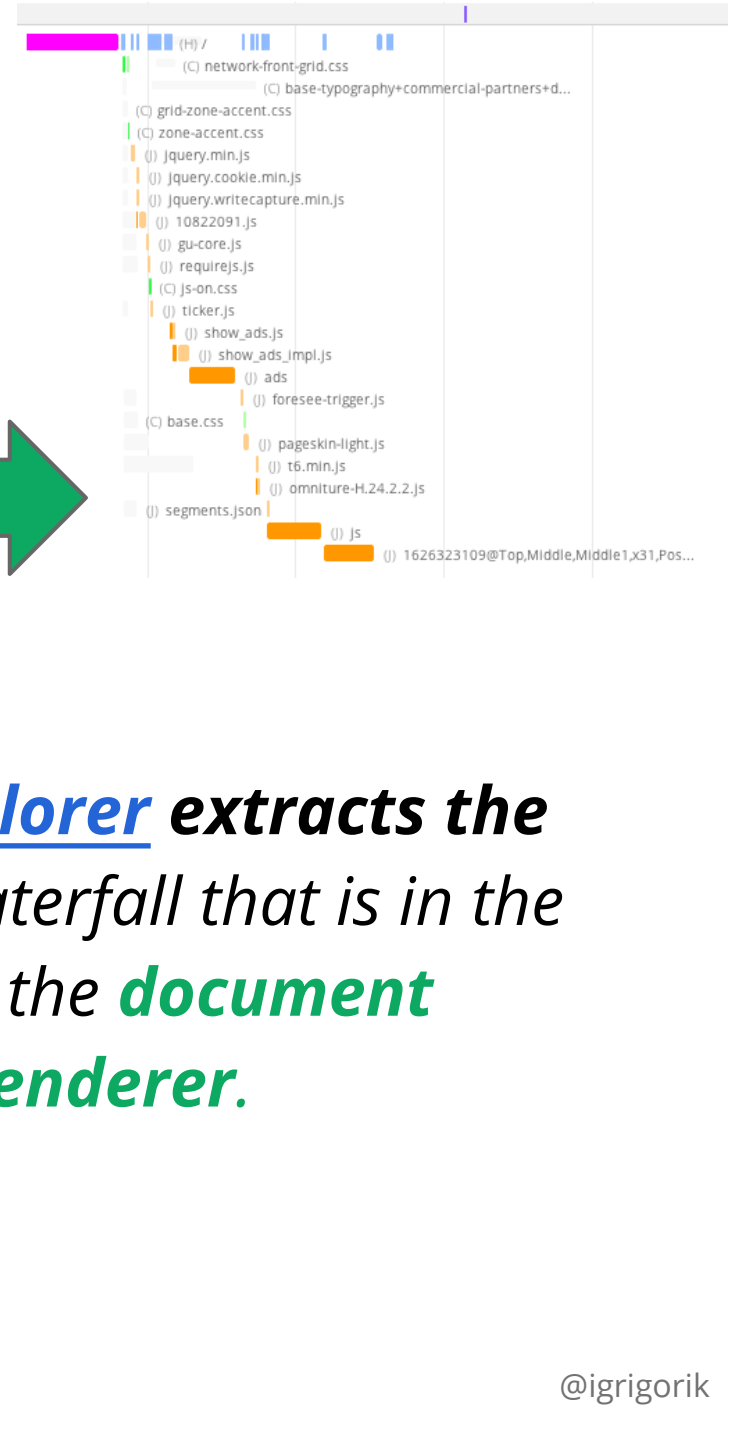 (H) /
(C) network-front-grid.css
(C) base-typography+commercial-partners+d...
(C) grid-zone-accent.css
(C) zone-accent.css
(J) jquery.min.js
(J) jquery.cookie.min.js
(J) jquery.writecapture.min.js
(J) 10822091.js
(J) gu-core.js
(J) requirejs.js
(C) js-on.css
(J) ticker.js
(J) show_ads.js
(J) show_ads_impl.js
(J) ads
(J) foresee-trigger.js
(C) base.css
(J) pageskin-light.js
(J) t6.min.js
(J) omniture-H.24.2.2.js
(J) segments.json
(J) js
(J) 1626323109@Top,Middle,Middle1,x31,Pos...
lorer extracts the
aterfall that is in the
the document
enderer.
@igrigorik